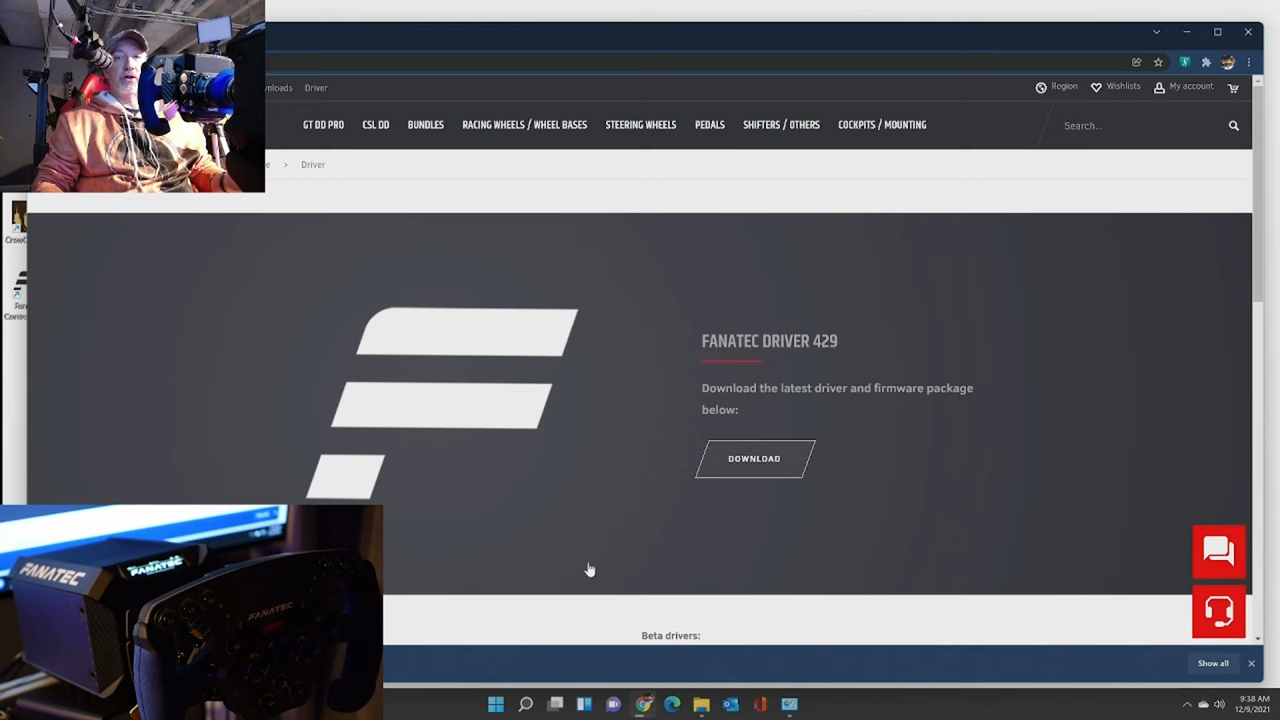 nloads Driver
Region Wishlists My account
GT DD PRO CSL DD BUNDLES RACING WHEELS / WHEEL BASES STEERING WHEELS PEDALS SHIFTERS / OTHERS COCKPITS / MOUNTING
Search...
e > Driver
FANATEC DRIVER 429
Download the latest driver and firmware package
below:
DOWNLOAD
Beta drivers:
FANATEC
FANATEC
FANATEC
Show all
9:38 AM
12/9/2021